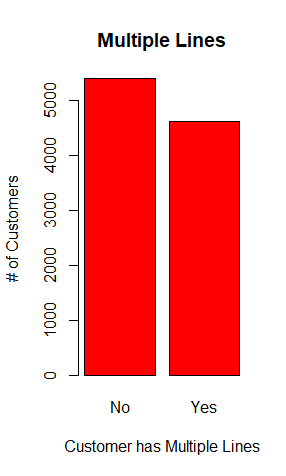 Multiple Lines
# of Customers
5000
4000
3000
2000
1000
0
No Yes
Customer has Multiple Lines